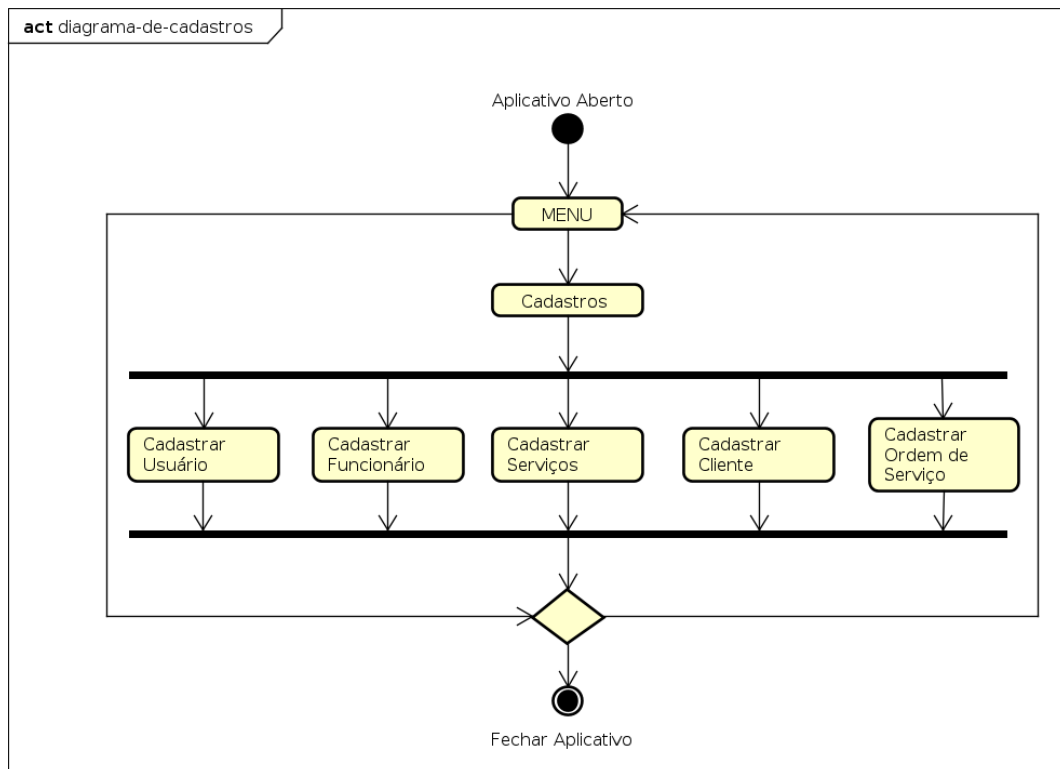 act diagrama-de-cadastros
Aplicativo Aberto
MENU
Cadastros
Cadastrar
Usuário
Cadastrar
Funcionário
Cadastrar
Serviços
Cadastrar
Cliente
Cadastrar
Ordem de
Serviço
Fechar Aplicativo